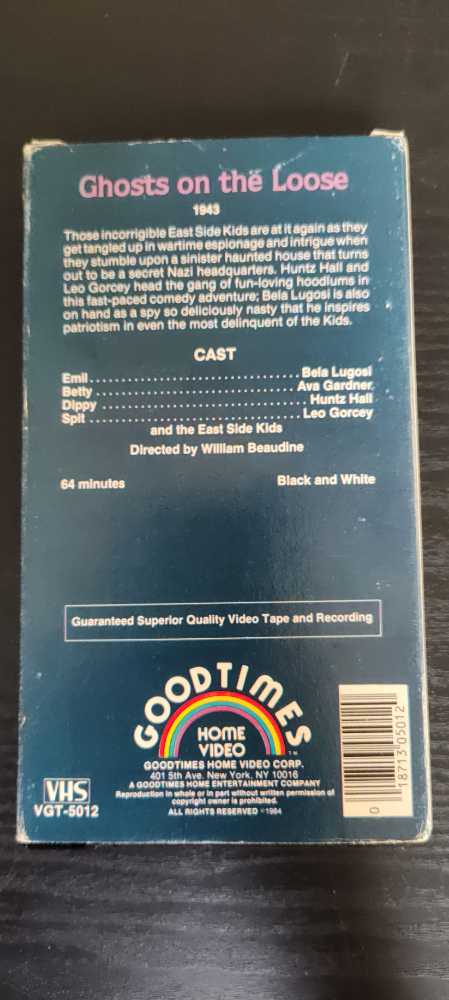 Ghosts on the Loose
1943
Those incorrigible East Side Kids are at it again as they
get tangled up in wartime espionage and intrigue when
they stumble upon a sinister haunted house that turns
out to be a secret Nazi headquarters. Huntz Hall and
Leo Gorcey head the gang of fun-loving hoodlums in
this fast-paced comedy adventure; Bela Lugosi is also
on hand as a spy so deliciously nasty that he inspires
patriotism in even the most delinquent of the Kids.
CAST
Emil.................................Bela Lugosi
Betty................................Ava Gardner
Dippy................................Huntz Hall
Spit.................................Leo Gorcey
and the East Side Kids
Directed by William Beaudine
64 minutes Black and White
Guaranteed Superior Quality Video Tape and Recording
GOODTIMES
HOME
VIDEO
TM
GOODTIMES HOME VIDEO CORP.
401 5th Ave. New York, NY 10016
A GOODTIMES HOME ENTERTAINMENT COMPANY
Reproduction in whole or in part without written permission of
copyright owner is prohibited.
ALL RIGHTS RESERVED ©1984
VHS
VGT-5012
0 18713 05012